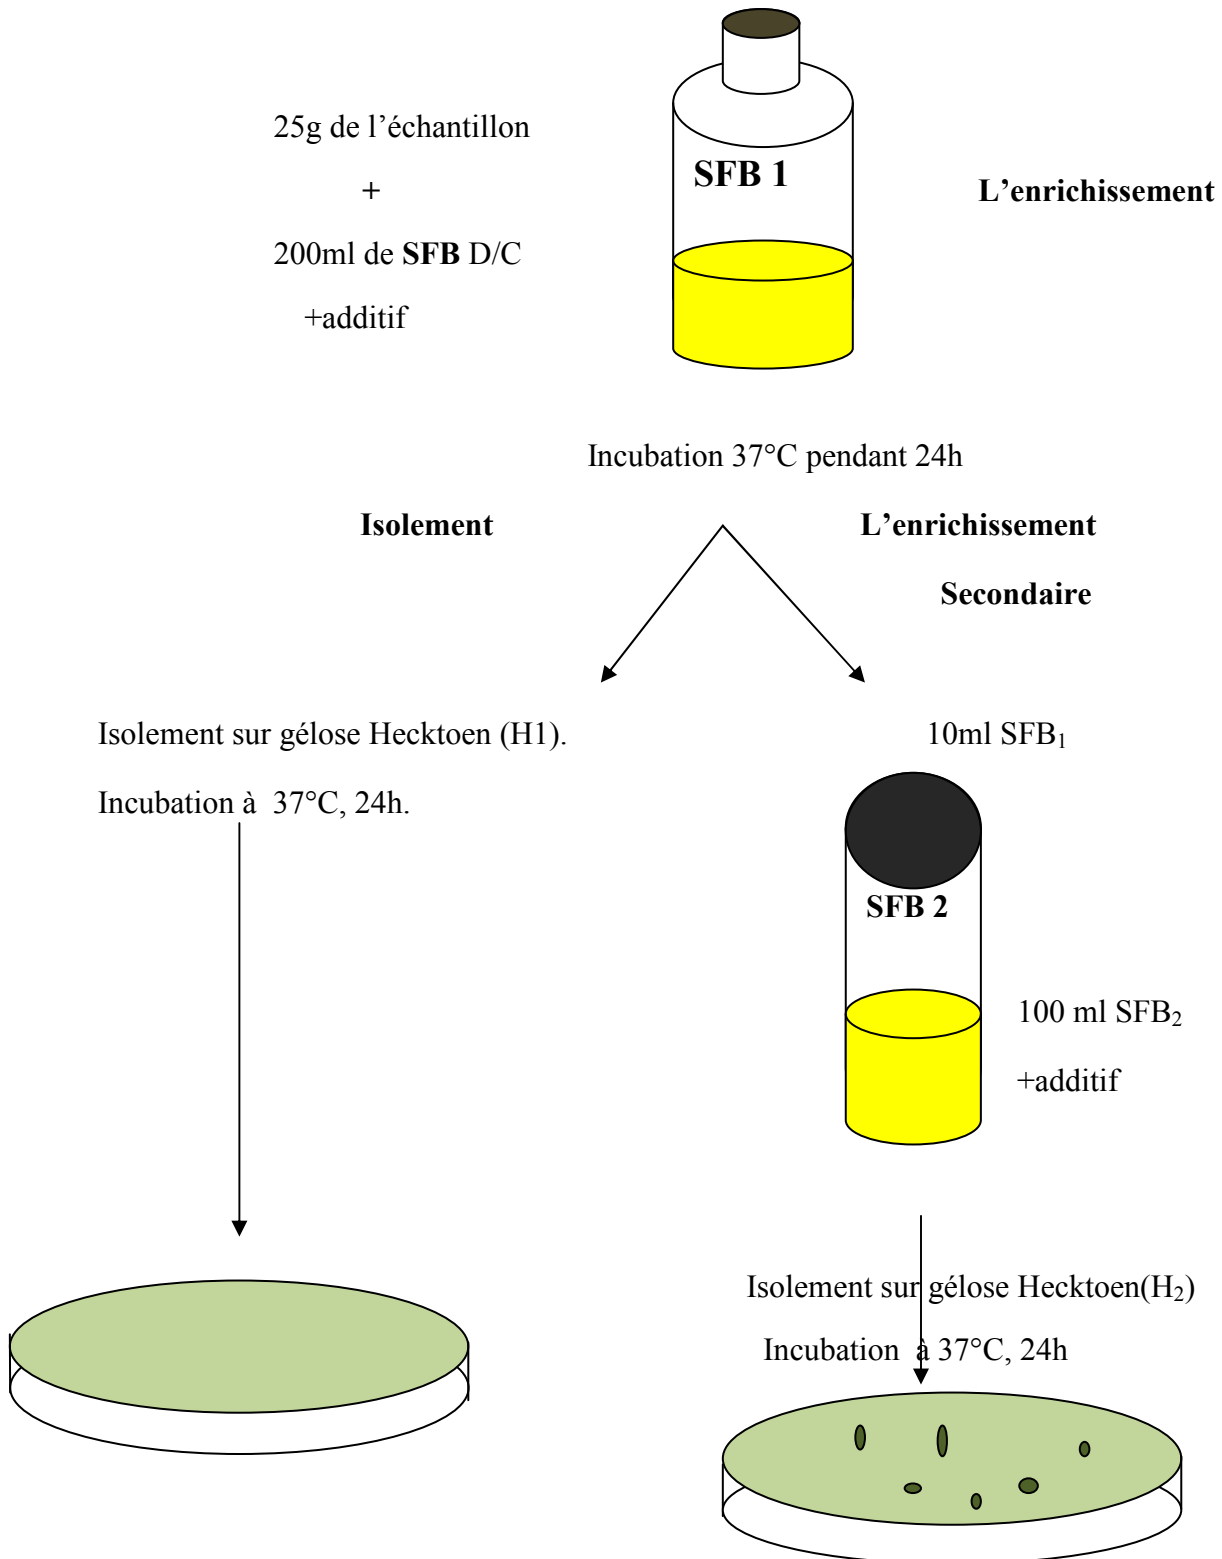 25g de l’échantillon
+
200ml de SFB D/C
+additif
SFB 1
L’enrichissement
Incubation 37°C pendant 24h
Isolement
L’enrichissement
Secondaire
Isolement sur gélose Hecktoen (H1).
Incubation à 37°C, 24h.
10ml SFB₁
SFB 2
100 ml SFB₂
+additif
Isolement sur gélose Hecktoen(H₂)
Incubation à 37°C, 24h